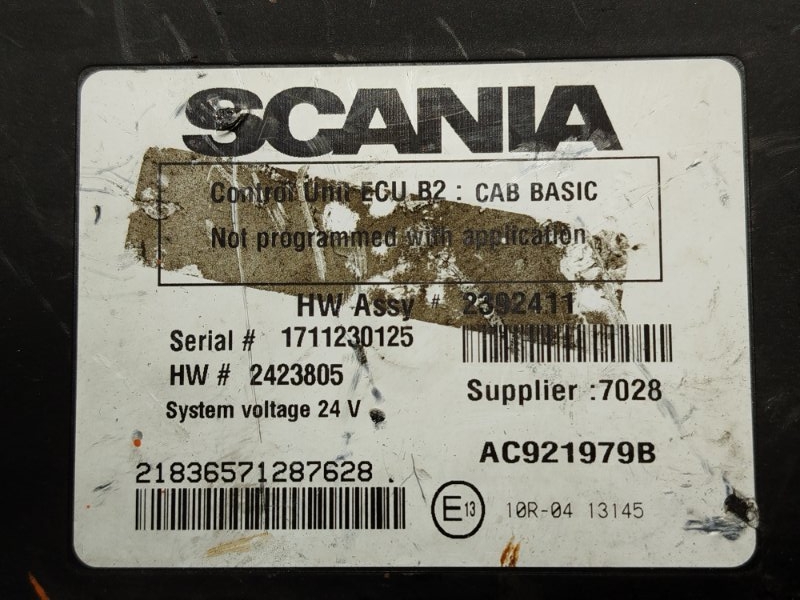 SCANIA
Control Unit ECU B2 : CAB BASIC
Not programmed with application
HW Assy # 2392411
Serial # 1711230125
HW # 2423805
Supplier :7028
System voltage 24 V
AC921979B
21836571287628 .
E13 10R-04 13145